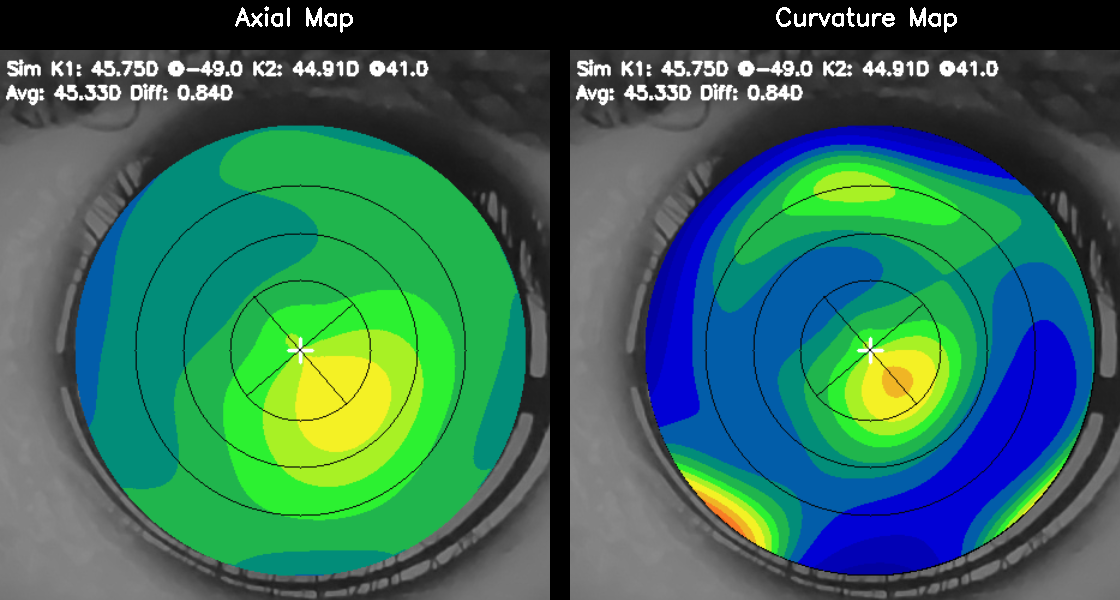 Axial Map
Curvature Map
Sim K1: 45.75D @-49.0 K2: 44.91D @41.0
Avg: 45.33D Diff: 0.84D
Sim K1: 45.75D @-49.0 K2: 44.91D @41.0
Avg: 45.33D Diff: 0.84D